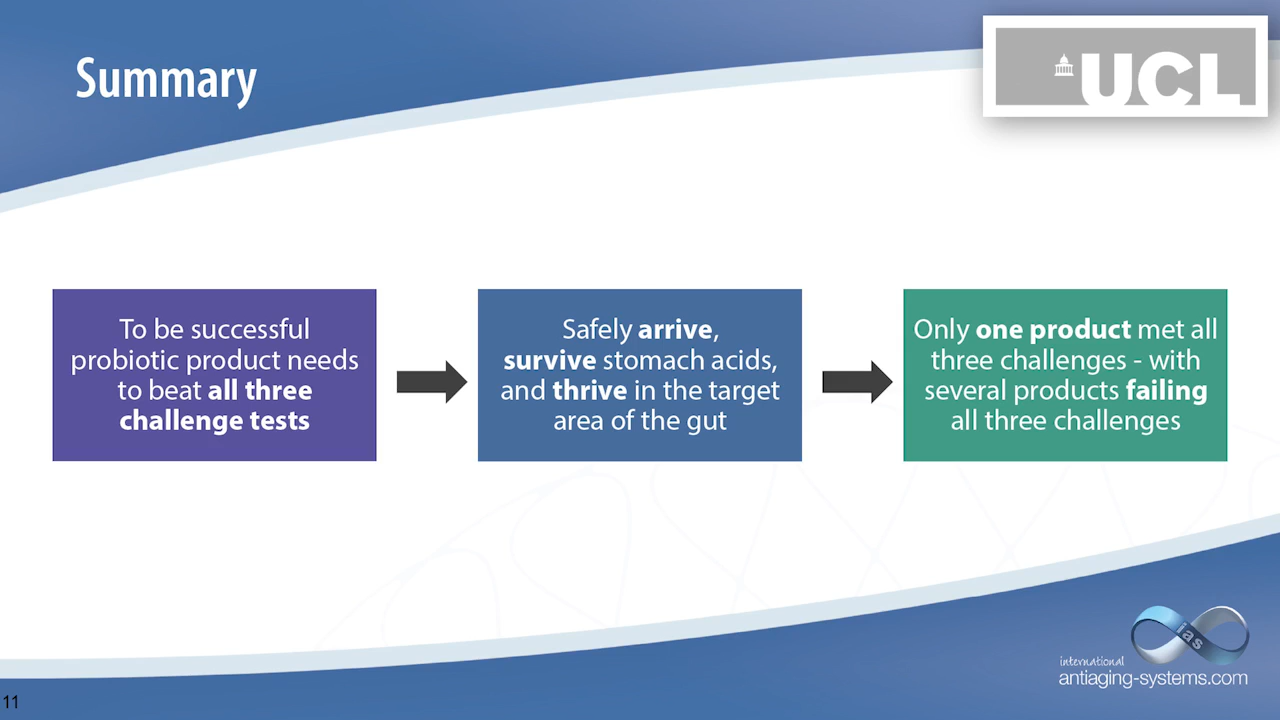 Summary
UCL
To be successful
probiotic product needs
to beat all three
challenge tests
Safely arrive,
survive stomach acids,
and thrive in the target
area of the gut
Only one product met all
three challenges - with
several products failing
all three challenges
ias
international
antiaging-systems.com
11